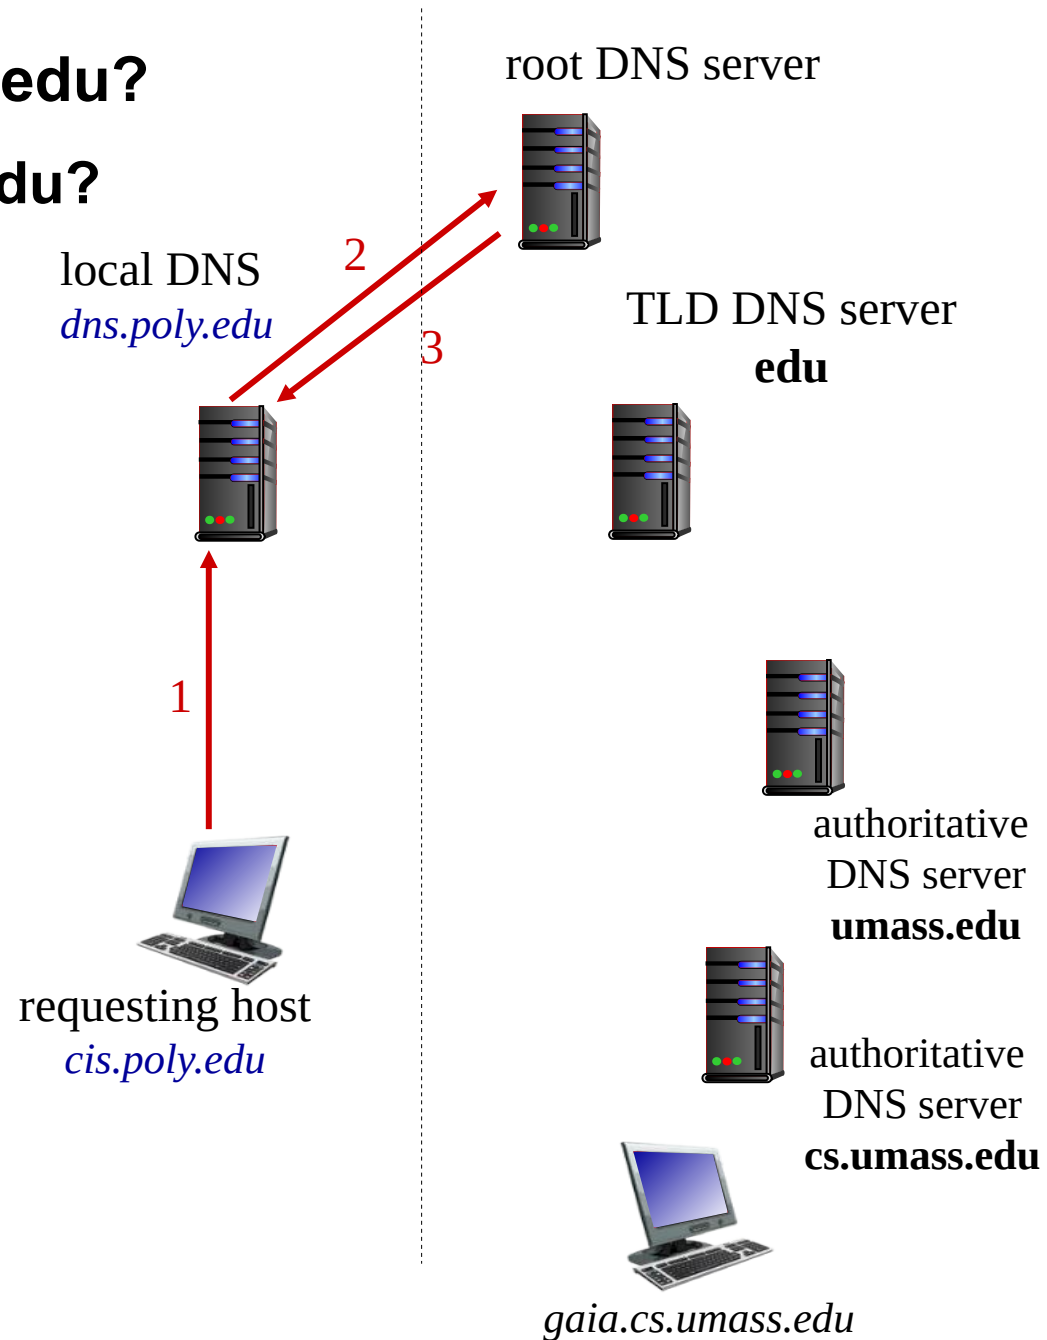 edu?
du?
root DNS server
local DNS
dns.poly.edu
2
3
TLD DNS server
edu
1
authoritative
DNS server
umass.edu
requesting host
cis.poly.edu
authoritative
DNS server
cs.umass.edu
gaia.cs.umass.edu